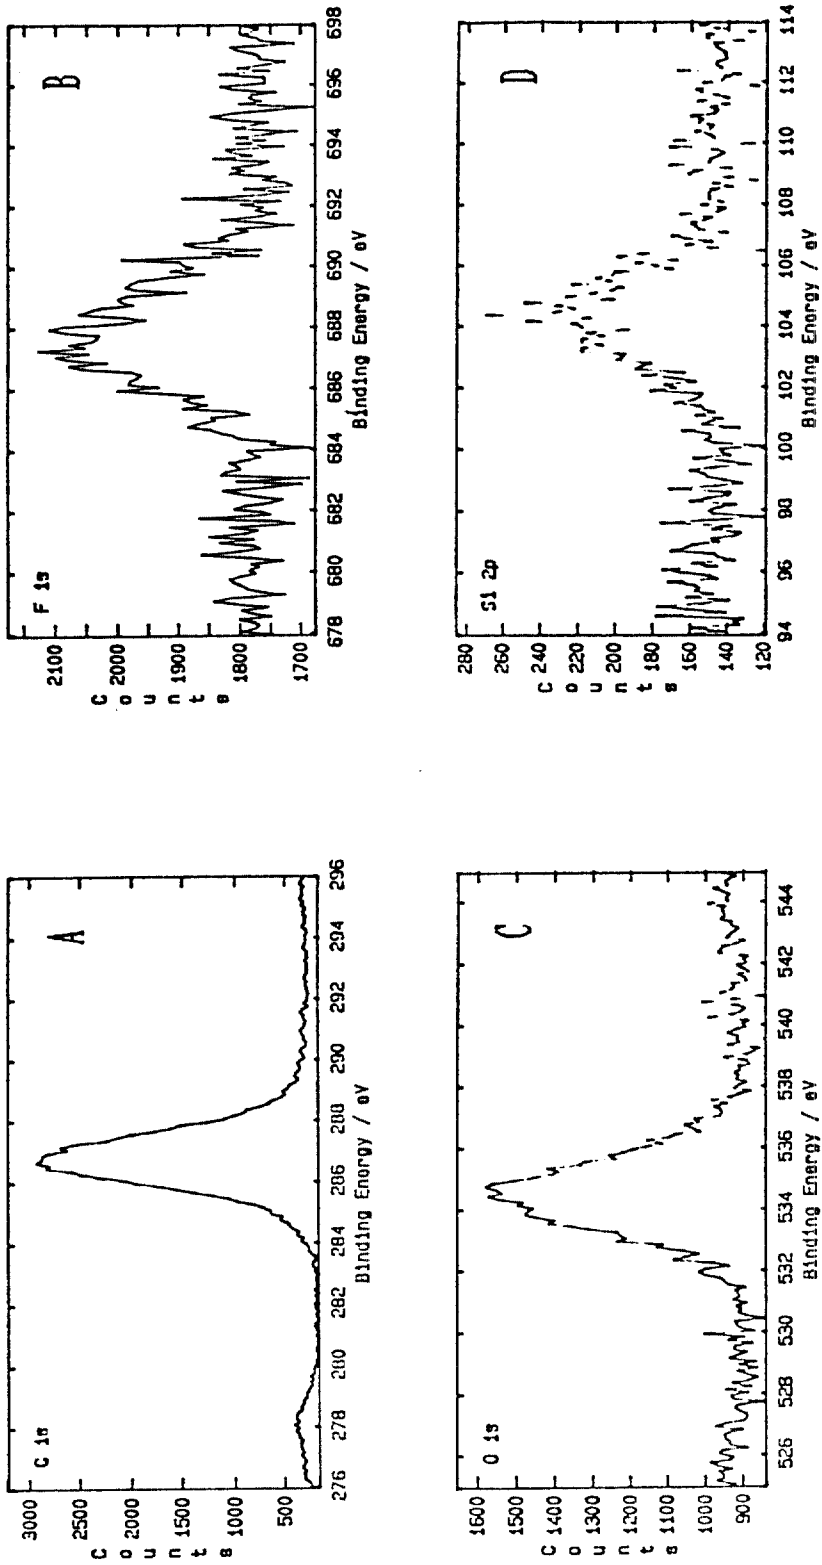 C 1s
A
3000
2500
2000
1500
1000
500
C
o
u
n
t
s
276 278 280 282 284 286 288 290 292 294 296
Binding Energy / eV
F 1s
B
2100
2000
1900
1800
1700
C
o
u
n
t
s
678 680 682 684 686 688 690 692 694 696 698
Binding Energy / eV
O 1s
C
1600
1500
1400
1300
1200
1100
1000
900
C
o
u
n
t
s
526 528 530 532 534 536 538 540 542 544
Binding Energy / eV
Si 2p
D
280
260
240
220
200
180
160
140
120
C
o
u
n
t
s
94 96 98 100 102 104 106 108 110 112 114
Binding Energy / eV